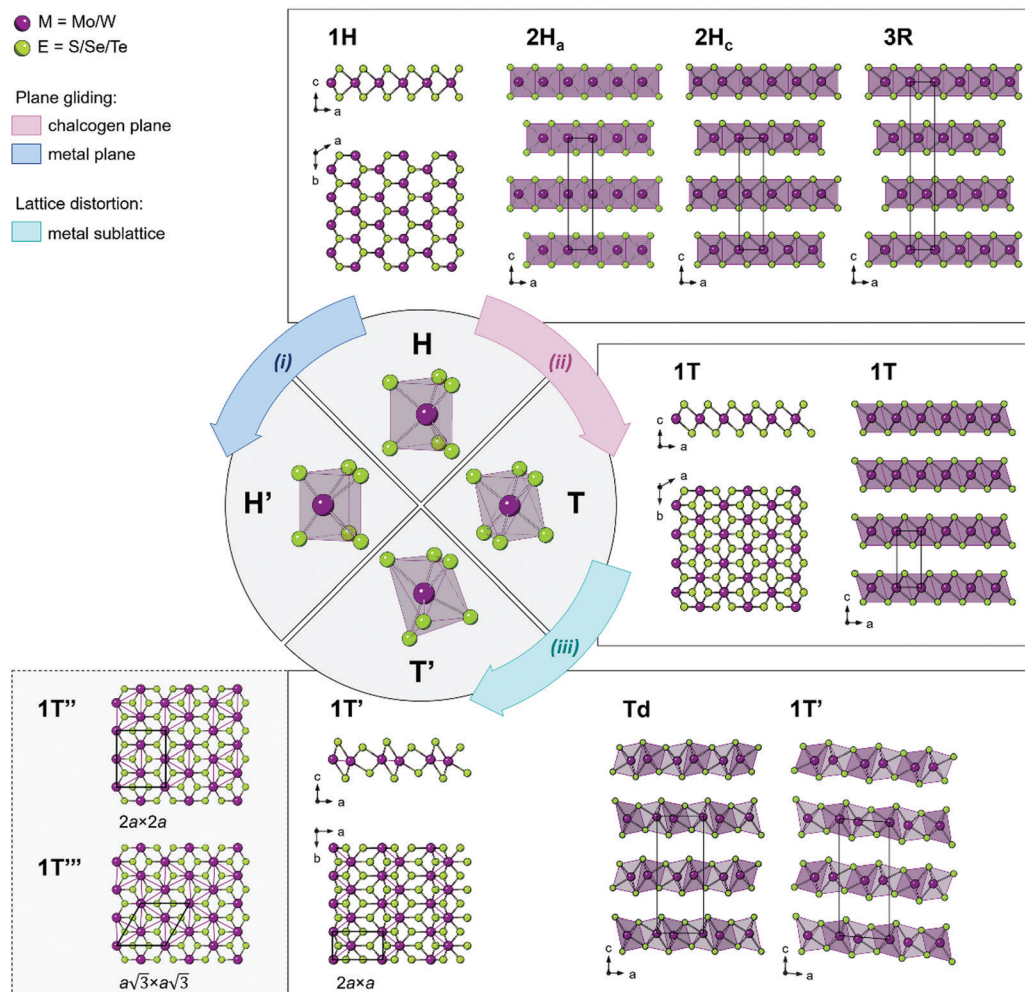 M = Mo/W
E = S/Se/Te
Plane gliding:
chalcogen plane
metal plane
Lattice distortion:
metal sublattice
1H
2Ha
2Hc
3R
c
a
a
b
c
a
c
a
c
a
(i)
H
(ii)
H'
T
T'
(iii)
1T
1T
c
a
a
b
c
a
1T''
2a×2a
1T'''
a√3×a√3
1T'
Td
1T'
c
a
a
b
2a×a
c
a
c
a